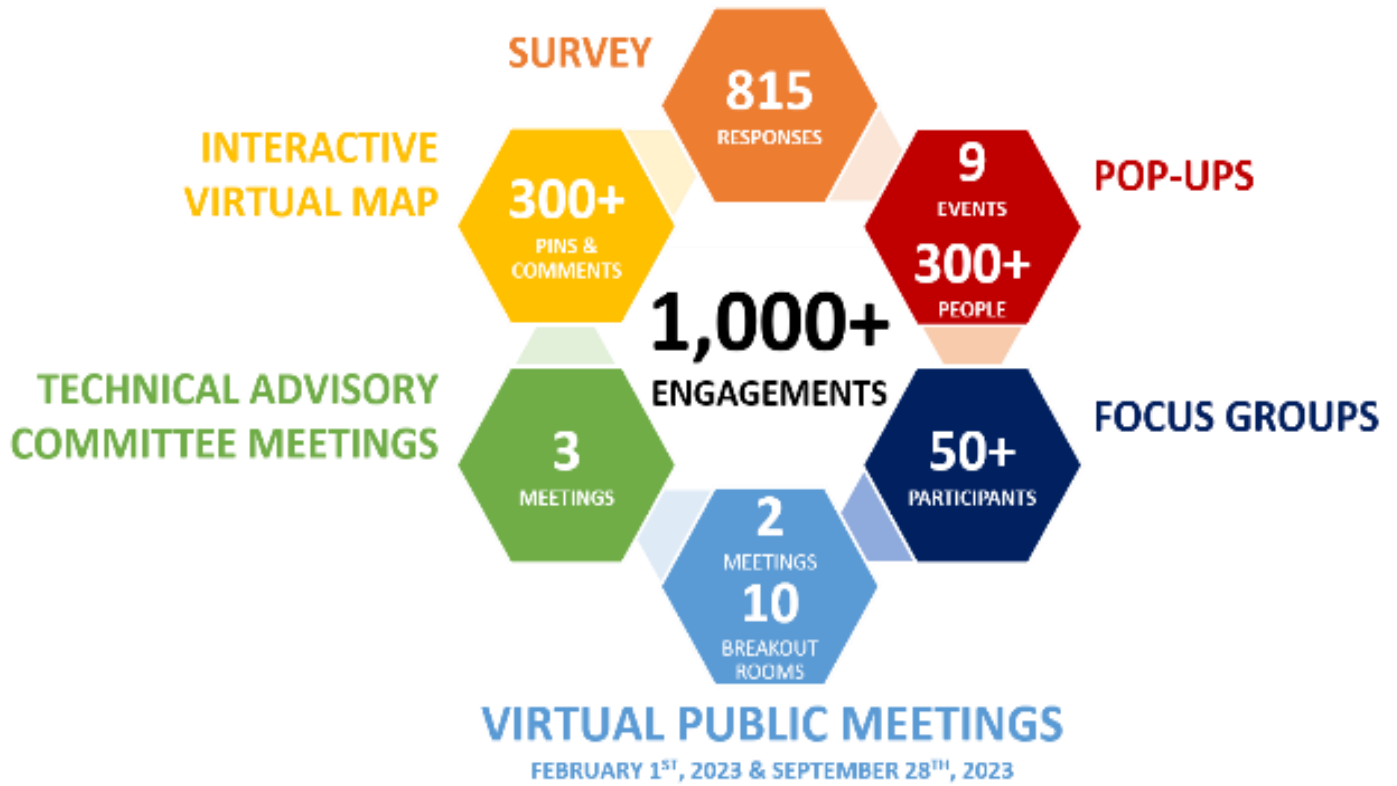 SURVEY
815
RESPONSES
INTERACTIVE
VIRTUAL MAP
300+
PINS &
COMMENTS
9
EVENTS
300+
PEOPLE
POP-UPS
1,000+
ENGAGEMENTS
TECHNICAL ADVISORY
COMMITTEE MEETINGS
3
MEETINGS
50+
PARTICIPANTS
FOCUS GROUPS
2
MEETINGS
10
BREAKOUT
ROOMS
VIRTUAL PUBLIC MEETINGS
FEBRUARY 1ST, 2023 & SEPTEMBER 28TH, 2023